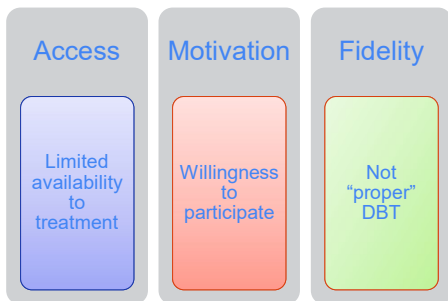 Access
Limited
availability
to
treatment
Motivation
Willingness
to
participate
Fidelity
Not
“proper”
DBT